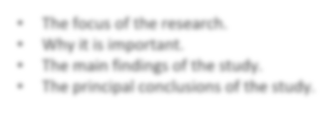 • The focus of the research.
• Why it is important.
• The main findings of the study.
• The principal conclusions of the study.